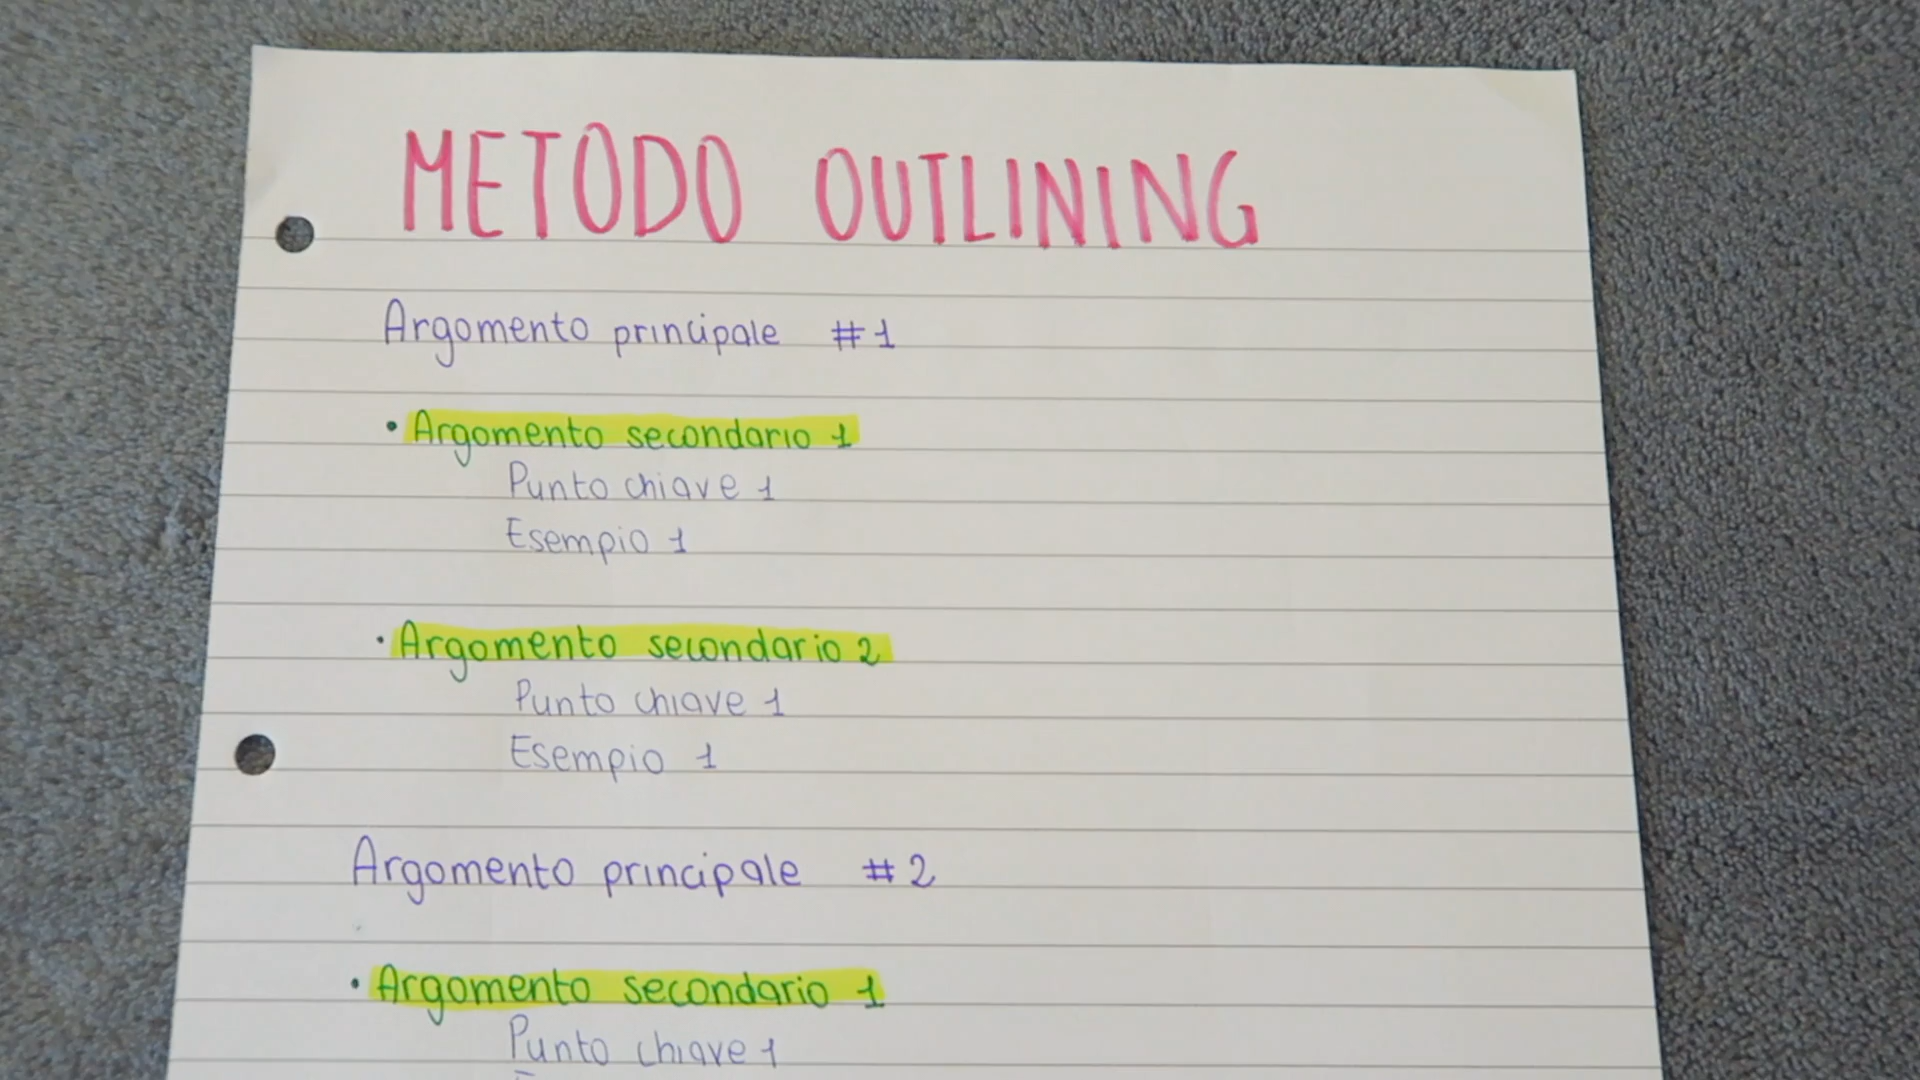 METODO OUTLINING
Argomento principale #1
• Argomento secondario 1
Punto chiave 1
Esempio 1
• Argomento secondario 2
Punto chiave 1
Esempio 1
Argomento principale #2
• Argomento secondario 1
Punto chiave 1